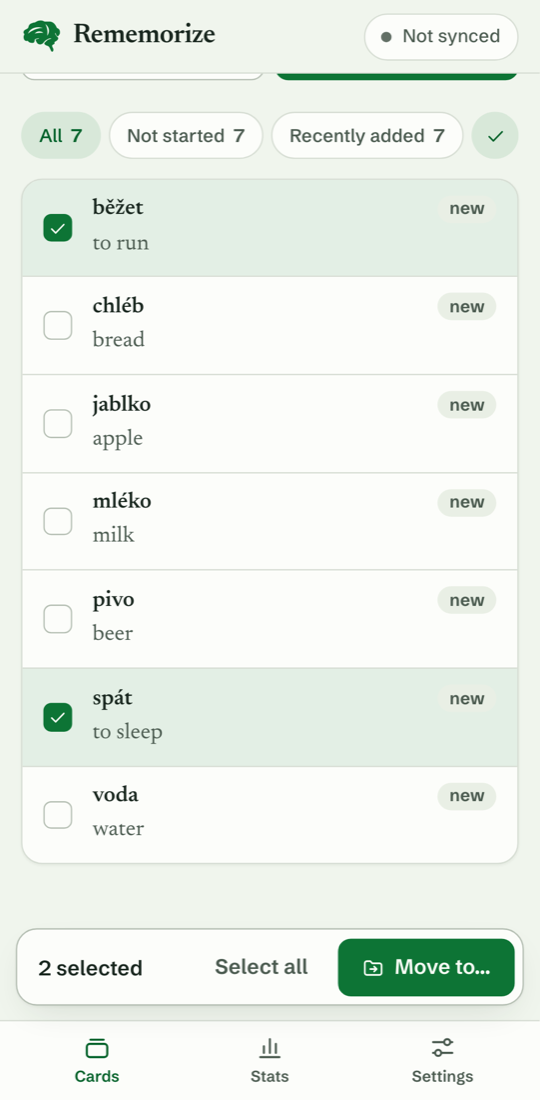 Rememorize
Not synced
All 7
Not started 7
Recently added 7
běžet
new
to run
chléb
new
bread
jablko
new
apple
mléko
new
milk
pivo
new
beer
spát
new
to sleep
voda
new
water
2 selected
Select all
Move to...
Cards
Stats
Settings